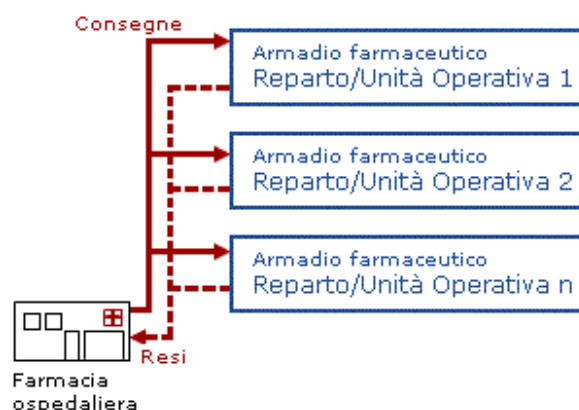 Consegne
Armadio farmaceutico
Reparto/Unità Operativa 1
Armadio farmaceutico
Reparto/Unità Operativa 2
Armadio farmaceutico
Reparto/Unità Operativa n
Resi
Farmacia
ospedaliera